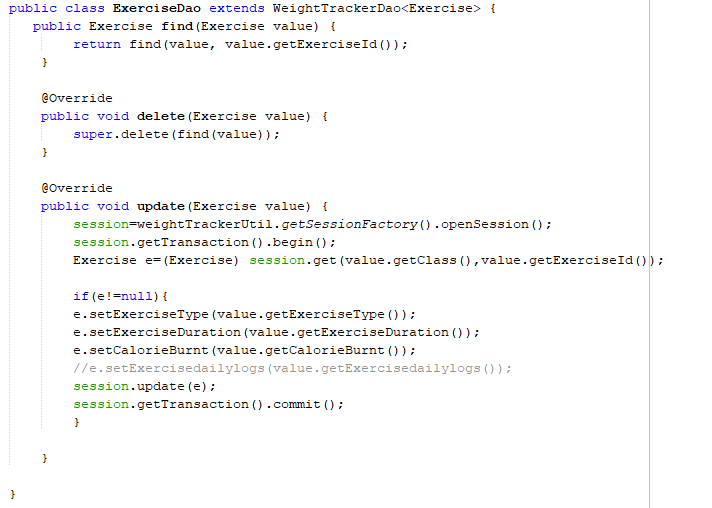 public class ExerciseDao extends WeightTrackerDao<Exercise> {
public Exercise find(Exercise value) {
return find(value, value.getExerciseId());
}
@Override
public void delete(Exercise value) {
super.delete(find(value));
}
@Override
public void update(Exercise value) {
session=weightTrackerUtil.getSessionFactory().openSession();
session.getTransaction().begin();
Exercise e=(Exercise) session.get(value.getClass(),value.getExerciseId());
if(e!=null){
e.setExerciseType(value.getExerciseType());
e.setExerciseDuration(value.getExerciseDuration());
e.setCalorieBurnt(value.getCalorieBurnt());
//e.setExercisedailylogs(value.getExercisedailylogs());
session.update(e);
session.getTransaction().commit();
}
}
}